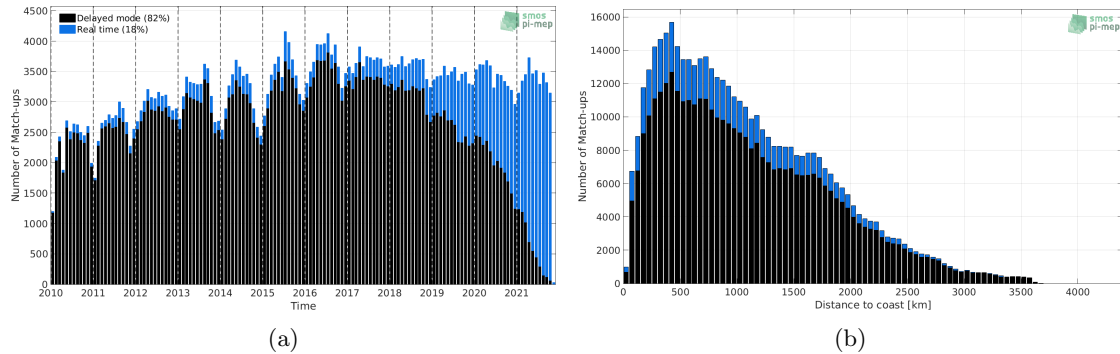 Delayed mode (82%)
Real time (18%)
smos
pi-mep
Number of Match-ups
4500
4000
3500
3000
2500
2000
1500
1000
500
0
2010 2011 2012 2013 2014 2015 2016 2017 2018 2019 2020 2021
Time
(a)
smos
pi-mep
Number of Match-ups
16000
14000
12000
10000
8000
6000
4000
2000
0
0 500 1000 1500 2000 2500 3000 3500 4000
Distance to coast [km]
(b)